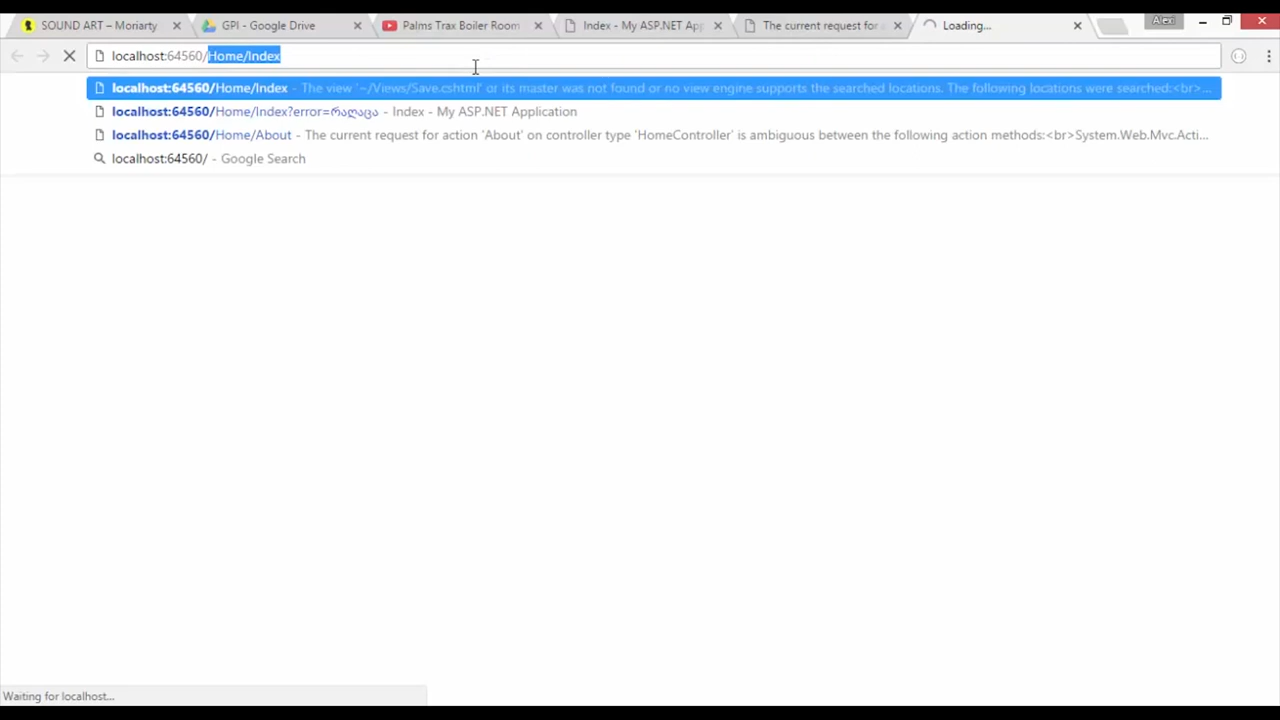 SOUND ART – Moriarty
GPI - Google Drive
Palms Trax Boiler Room
Index - My ASP.NET App
The current request for a
Loading...
Alexi
localhost:64560/Home/Index
localhost:64560/Home/Index - The view '~/Views/Save.cshtml' or its master was not found or no view engine supports the searched locations. The following locations were searched:<br>...
localhost:64560/Home/Index?error=რაღაცა - Index - My ASP.NET Application
localhost:64560/Home/About - The current request for action 'About' on controller type 'HomeController' is ambiguous between the following action methods:<br>System.Web.Mvc.Acti...
localhost:64560/ - Google Search
Waiting for localhost...